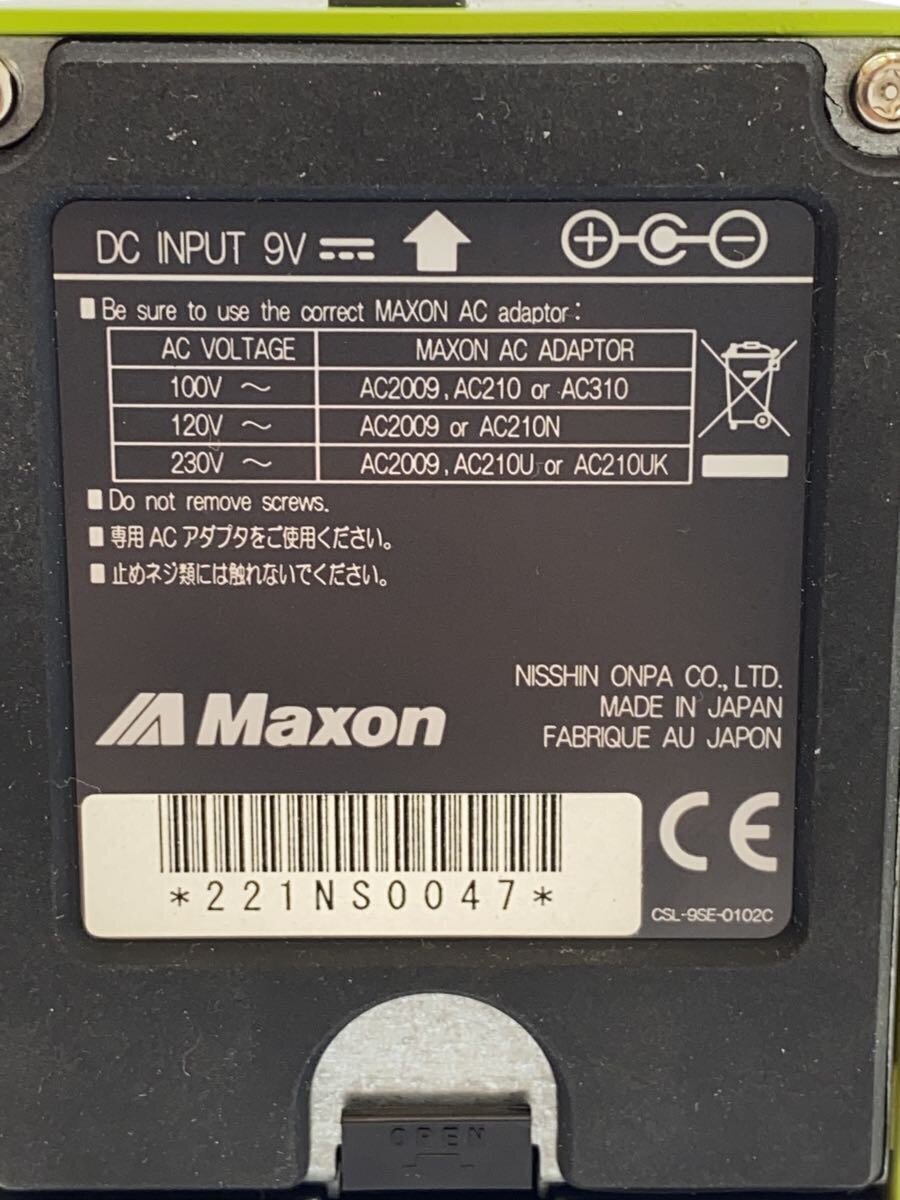 DC INPUT 9V
■ Be sure to use the correct MAXON AC adaptor:
AC VOLTAGE MAXON AC ADAPTOR
100V ～ AC2009, AC210 or AC310
120V ～ AC2009 or AC210N
230V ～ AC2009, AC210U or AC210UK
■ Do not remove screws.
■ 専用ACアダプタをご使用ください。
■ 止めネジ類には触れないでください。
NISSHIN ONPA CO., LTD.
MADE IN JAPAN
FABRIQUE AU JAPON
Maxon
*221NS0047*
CE
CSL-9SE-0102C
OPEN